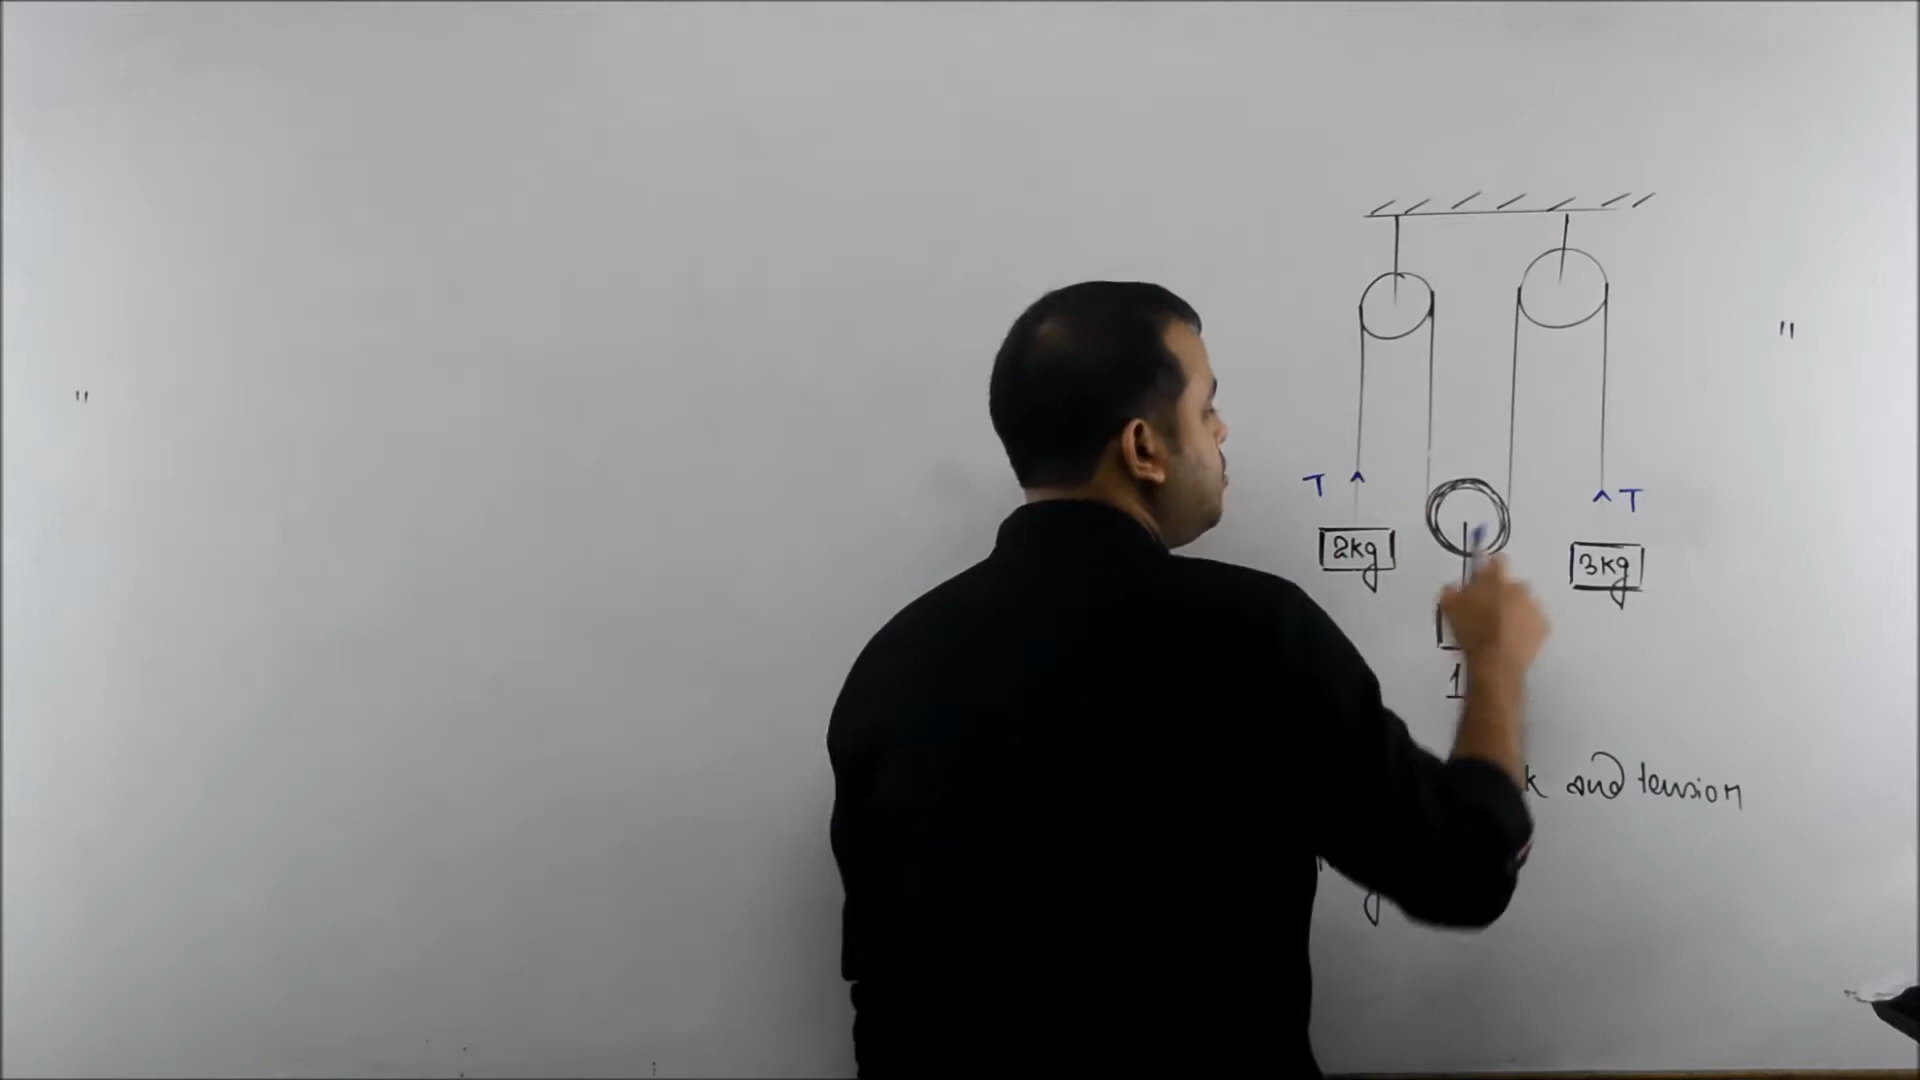 "
"
T
T
2kg
3kg
1
and tension